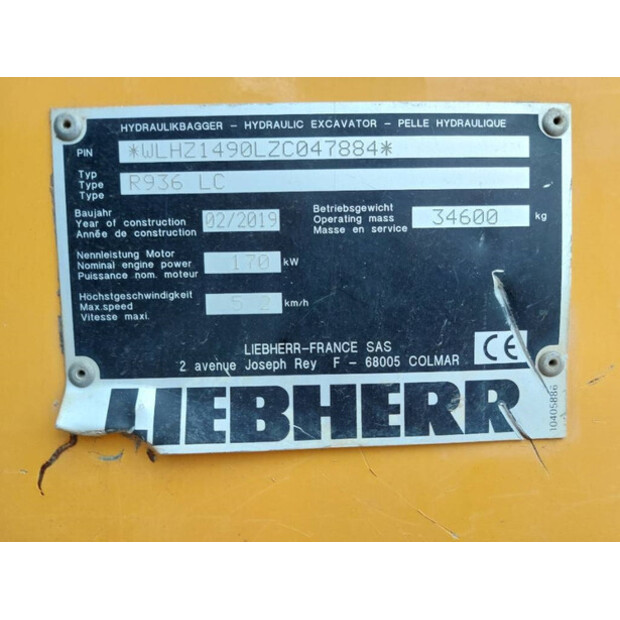 HYDRAULIKBAGGER – HYDRAULIC EXCAVATOR – PELLE HYDRAULIQUE
PIN *WLHZ1490LZC047884*
Typ
Type R936 LC
Type
Baujahr
Year of construction 02/2019
Année de construction
Betriebsgewicht
Operating mass 34600 kg
Masse en service
Nennleistung Motor
Nominal engine power 170 kW
Puissance nom. moteur
Höchstgeschwindigkeit
Max.speed km/h
Vitesse maxi.
LIEBHERR–FRANCE SAS
2 avenue Joseph Rey F – 68005 COLMAR
CE
LIEBHERR
10405886